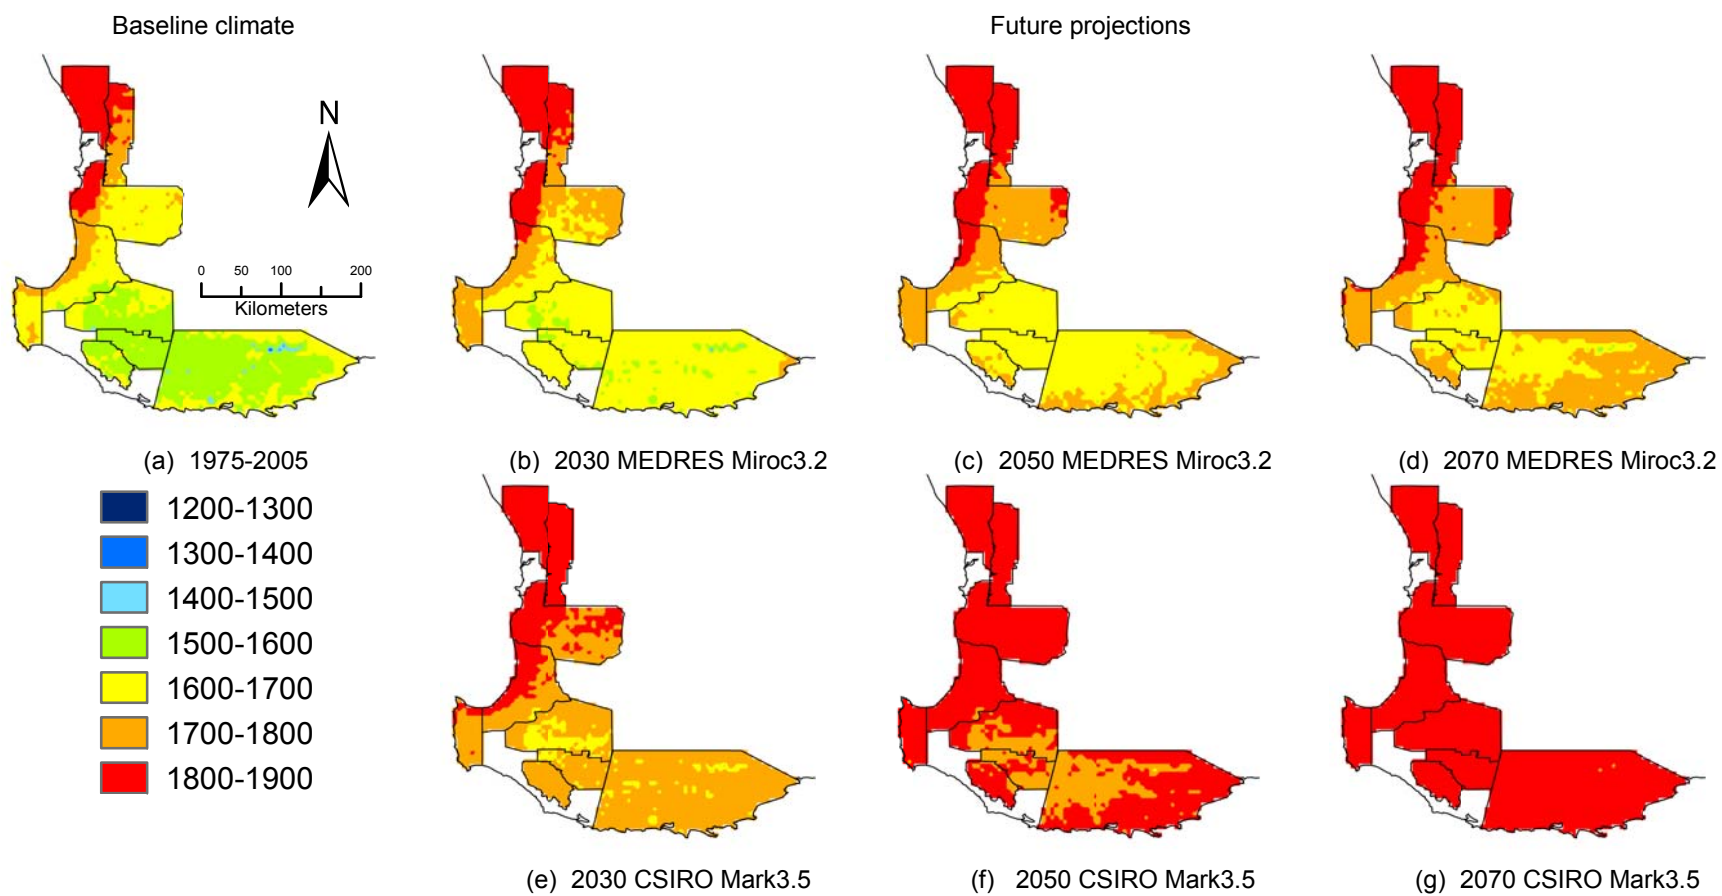 Baseline climate
Future projections
N
0 50 100 200
Kilometers
(a) 1975-2005
(b) 2030 MEDRES Miroc3.2
(c) 2050 MEDRES Miroc3.2
(d) 2070 MEDRES Miroc3.2
1200-1300
1300-1400
1400-1500
1500-1600
1600-1700
1700-1800
1800-1900
(e) 2030 CSIRO Mark3.5
(f) 2050 CSIRO Mark3.5
(g) 2070 CSIRO Mark3.5